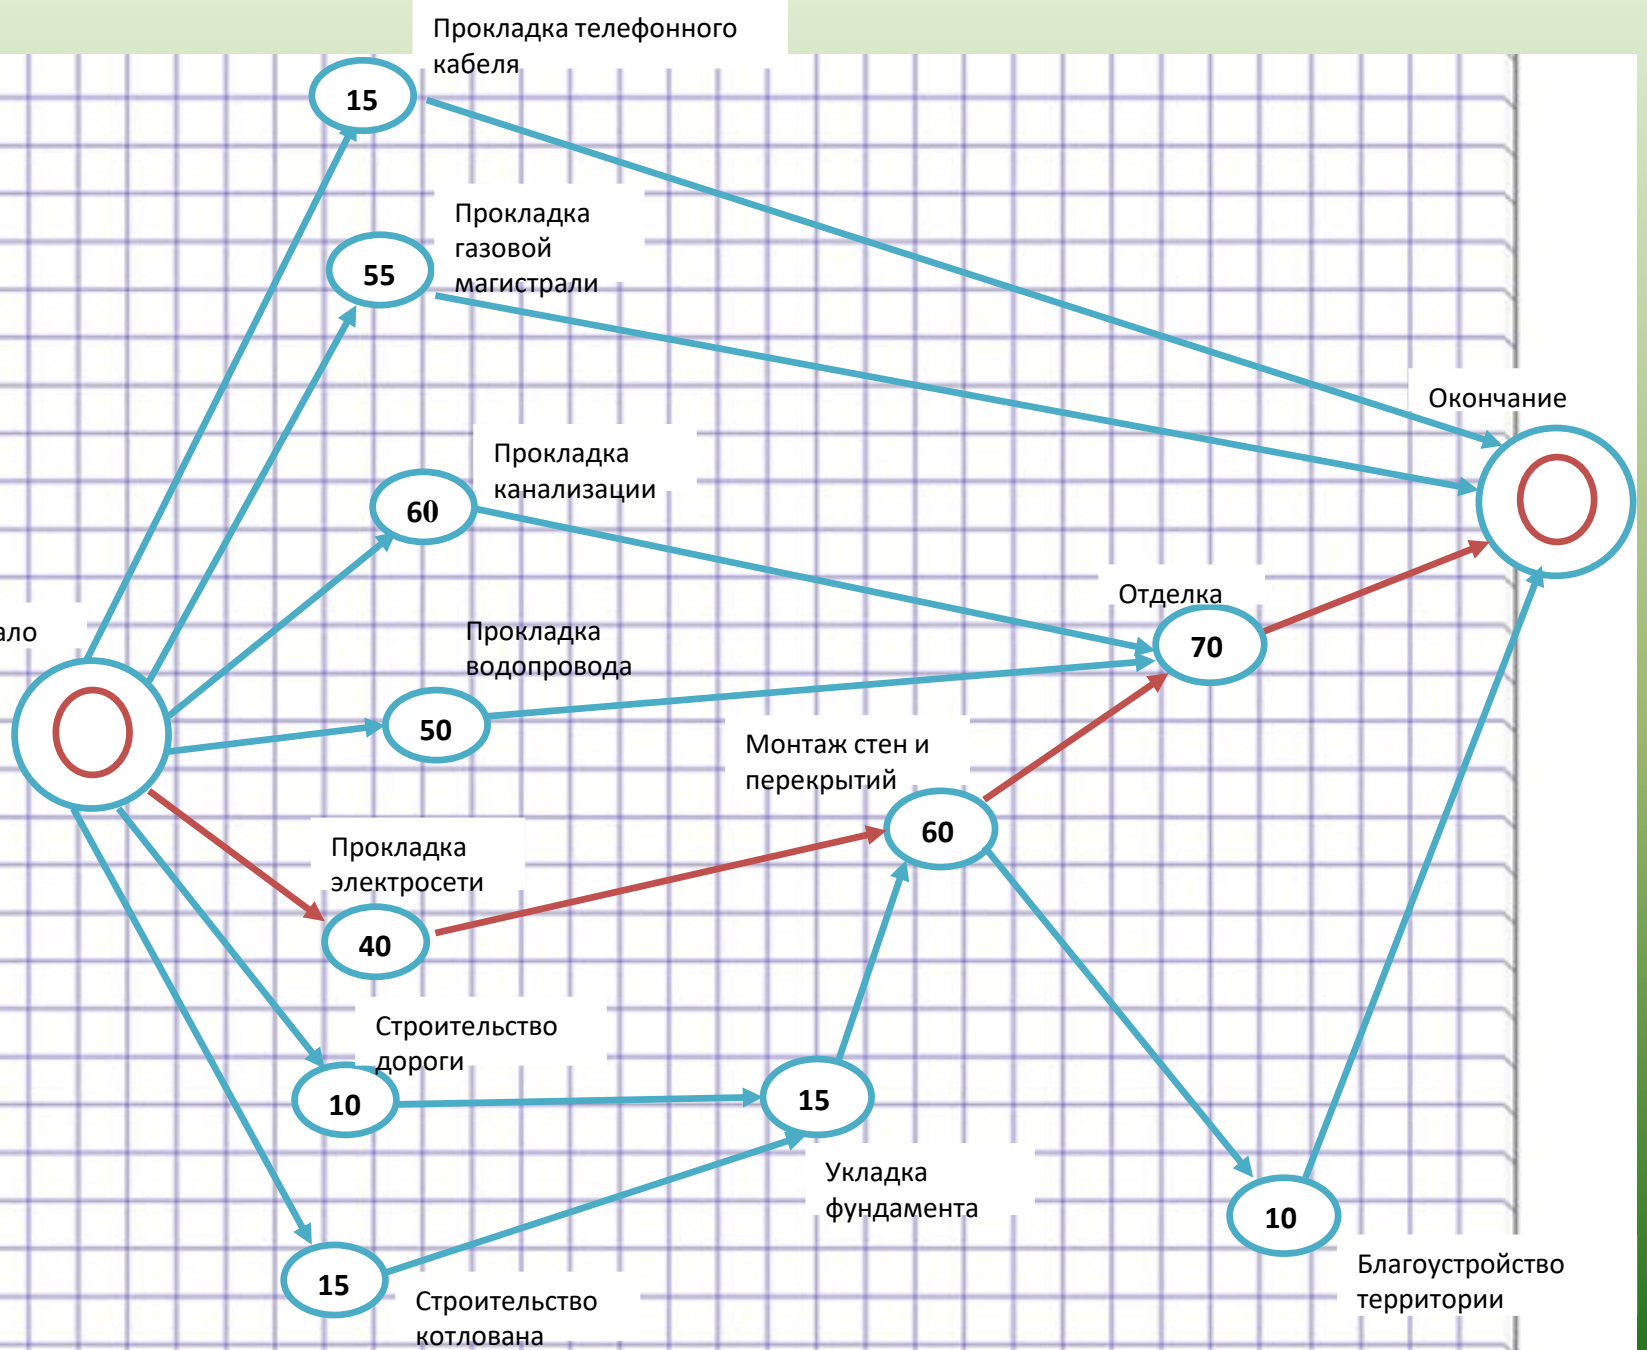 Прокладка телефонного
кабеля
15
Прокладка
газовой
магистрали
55
Окончание
Прокладка
канализации
60
Отделка
70
ало
Прокладка
водопровода
50
Монтаж стен и
перекрытий
60
Прокладка
электросети
40
Строительство
дороги
10
15
Укладка
фундамента
10
Благоустройство
территории
15
Строительство
котлована